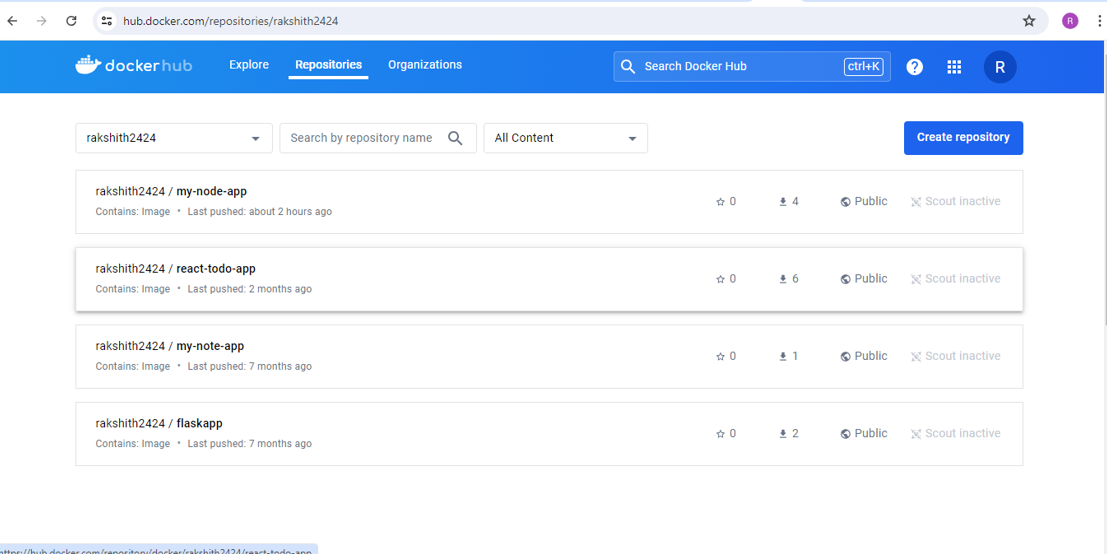 hub.docker.com/repositories/rakshith2424
R
dockerhub
Explore
Repositories
Organizations
Search Docker Hub
ctrl+K
?
R
rakshith2424
Search by repository name
All Content
Create repository
rakshith2424 / my-node-app
Contains: Image • Last pushed: about 2 hours ago
0
4
Public
Scout inactive
rakshith2424 / react-todo-app
Contains: Image • Last pushed: 2 months ago
0
6
Public
Scout inactive
rakshith2424 / my-note-app
Contains: Image • Last pushed: 7 months ago
0
1
Public
Scout inactive
rakshith2424 / flaskapp
Contains: Image • Last pushed: 7 months ago
0
2
Public
Scout inactive
https://hub.docker.com/repository/docker/rakshith2424/react-todo-app